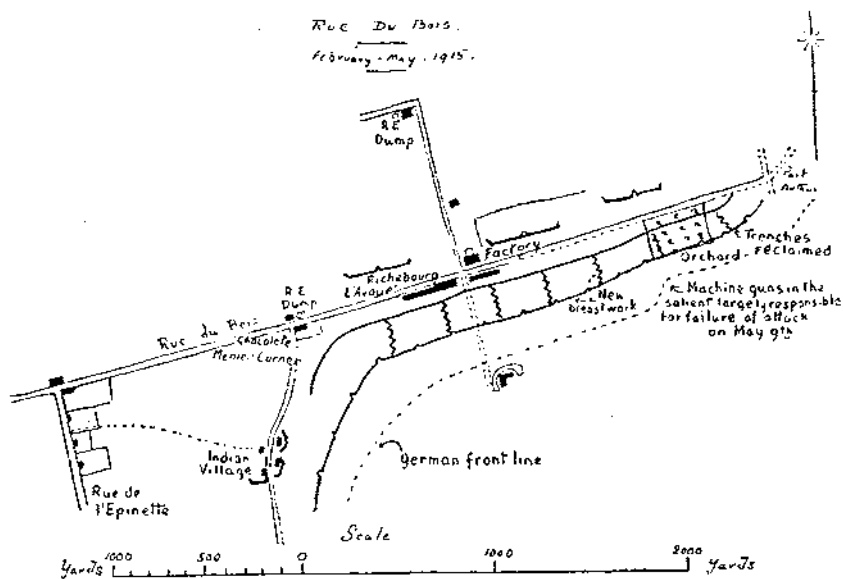 Rue Du Bois.
February - May. 1915.
R.E
Dump
Port
Arthur
Factory
Trenches
reclaimed
Orchard
Richebourg
L'Avoue
R.E
Dump
New
breastwork
Machine guns in the
salient largely responsible
for failure of attack
on May 9th
Rue du Bois
Chocolate
Menier Corner
Indian
Village
German front line
Rue de
l'Epinette
Scale
Yards 1000 500 0 1000 2000 Yards